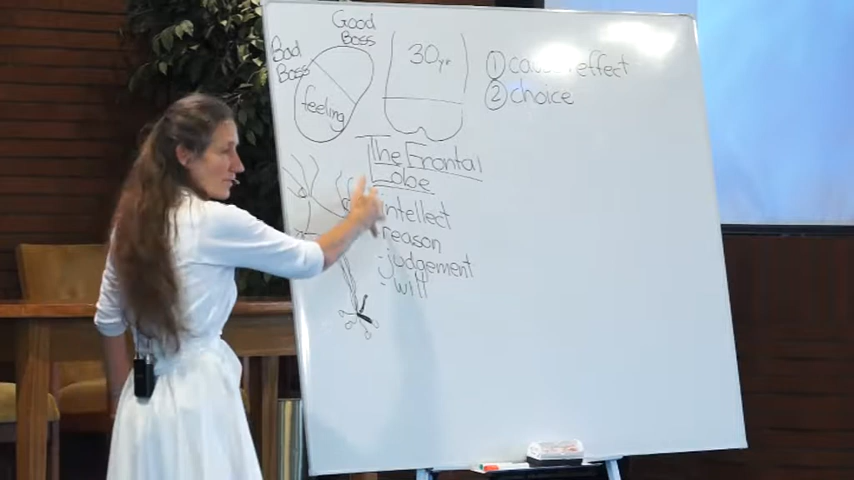 Good
Boss
Bad
Boss
feeling
30yr
① cause effect
② choice
The Frontal
Lobe
intellect
reason
- judgement
- will